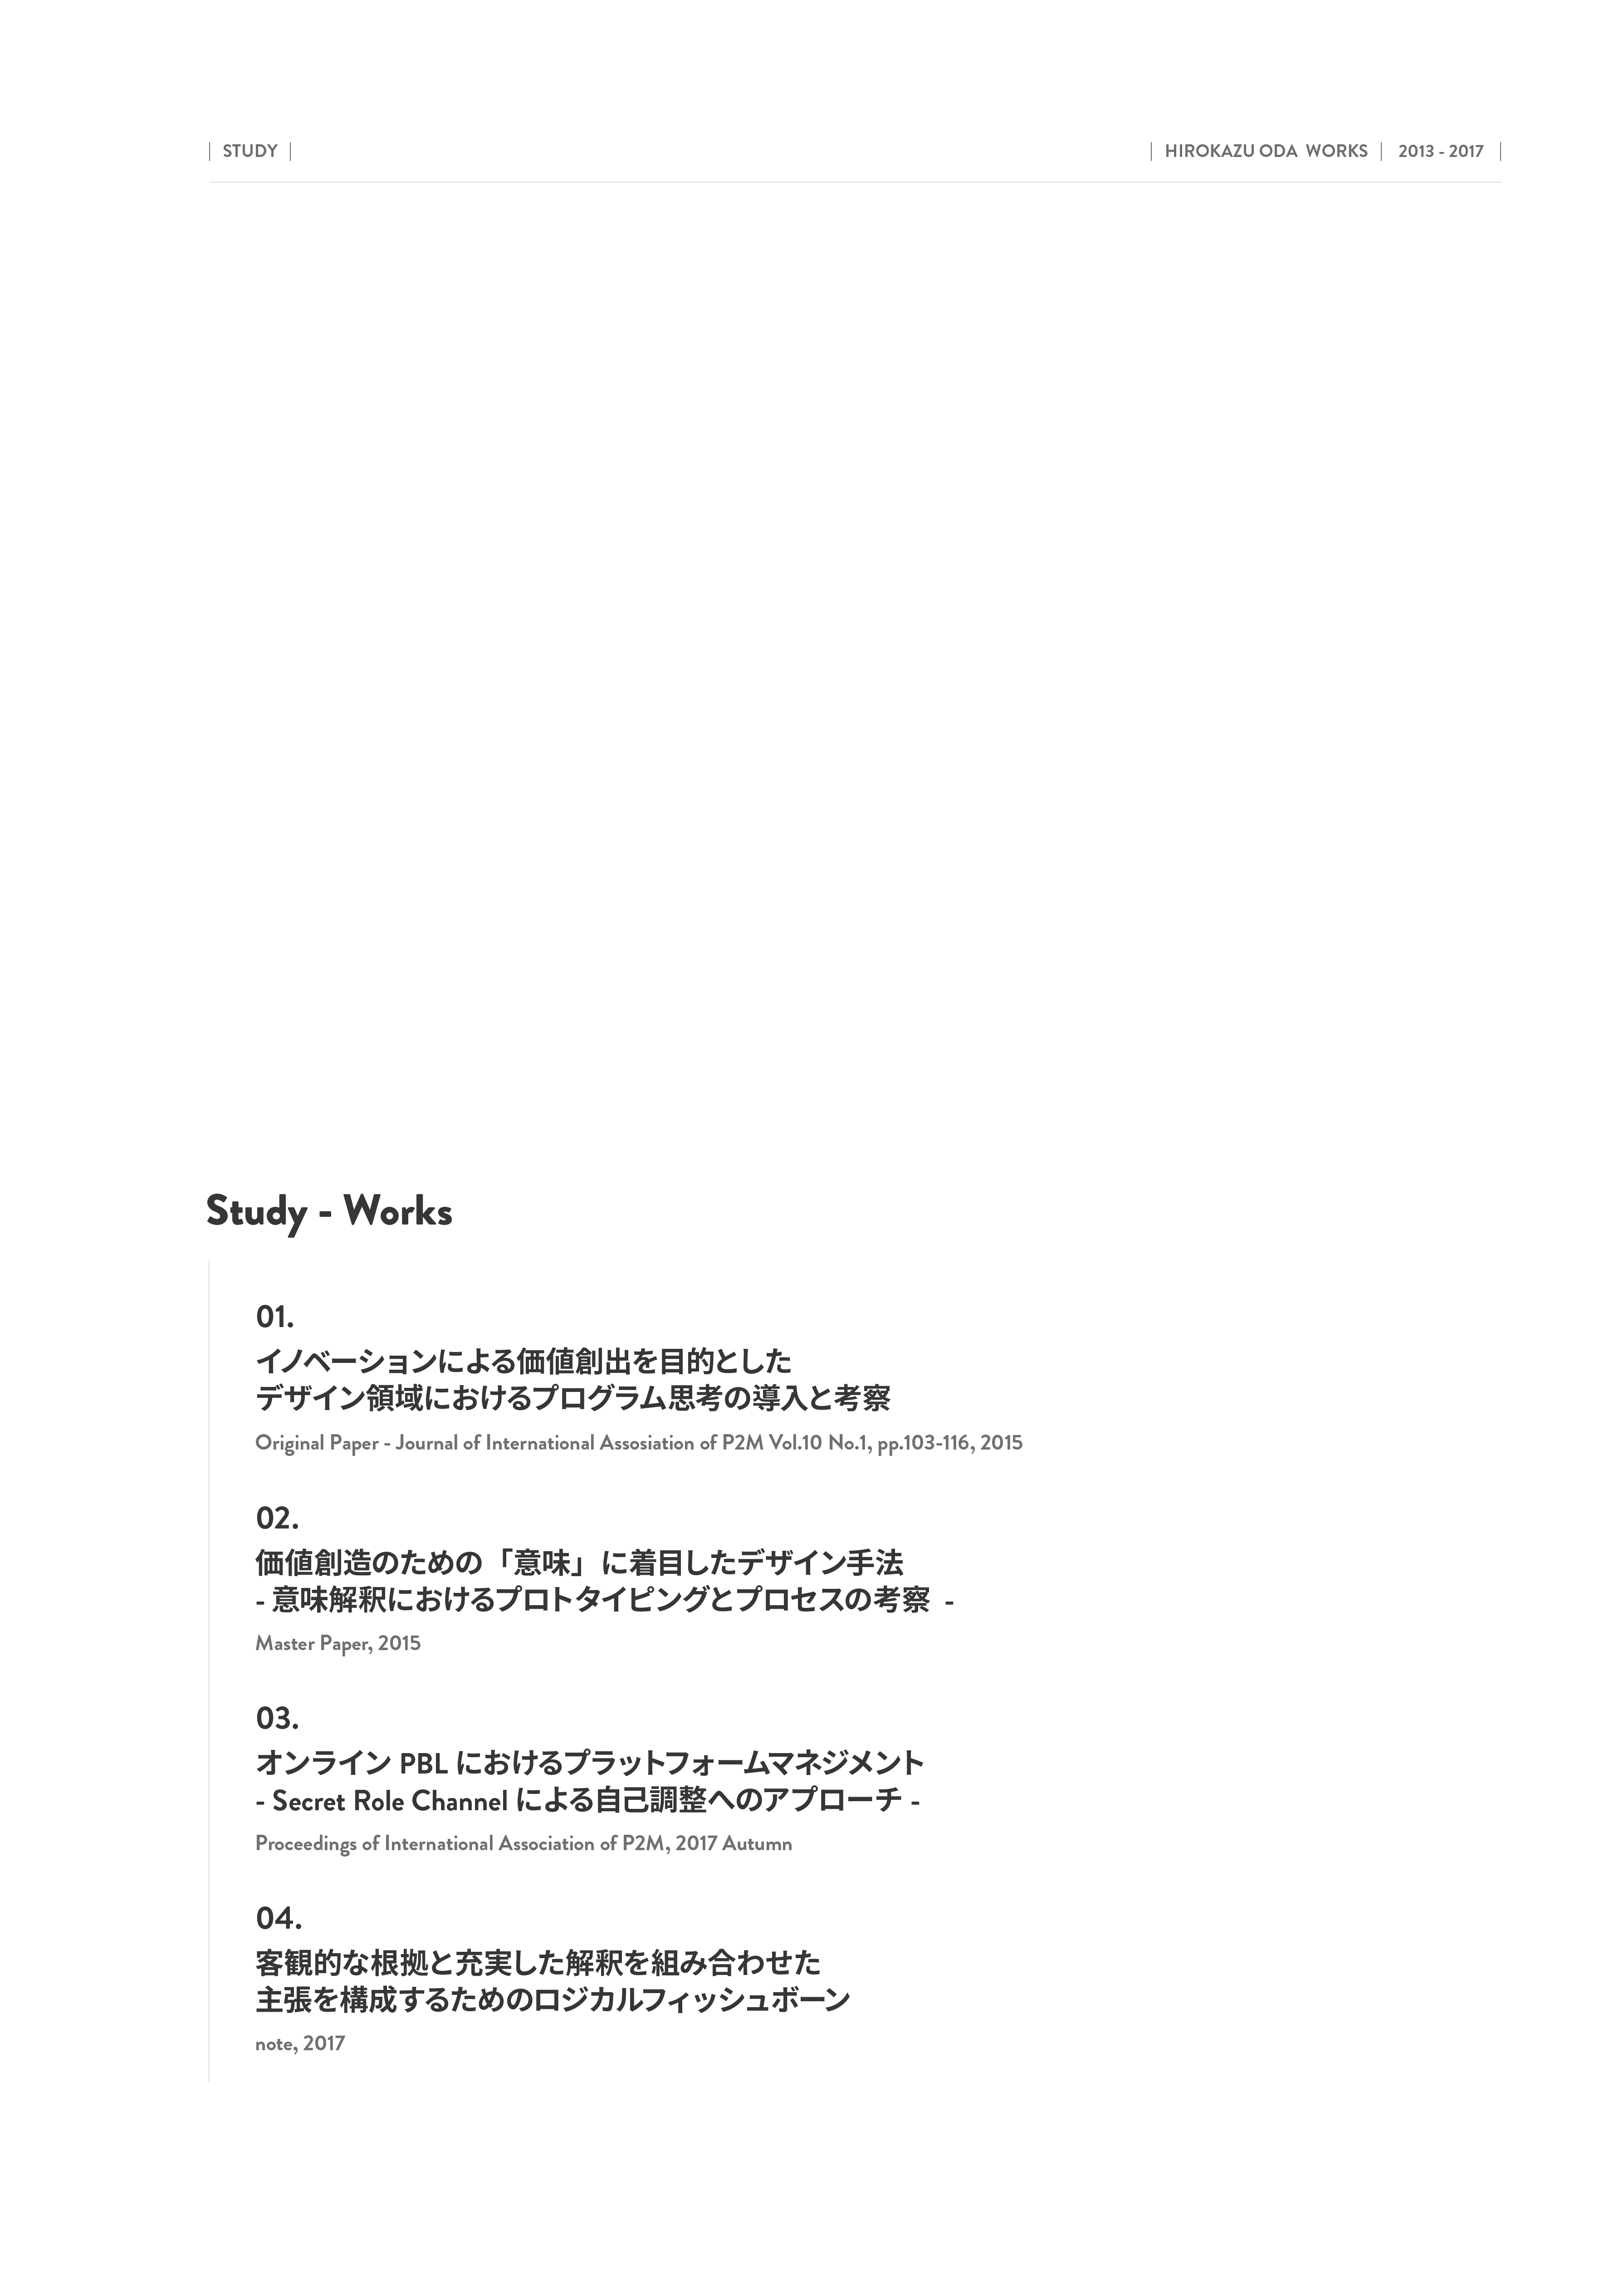 STUDY
HIROKAZU ODA WORKS 2013 - 2017
Study - Works
01.
イノベーションによる価値創出を目的とした
デザイン領域におけるプログラム思考の導入と考察
Original Paper - Journal of International Assosiation of P2M Vol.10 No.1, pp.103-116, 2015
02.
価値創造のための「意味」に着目したデザイン手法
- 意味解釈におけるプロトタイピングとプロセスの考察 -
Master Paper, 2015
03.
オンライン PBL におけるプラットフォームマネジメント
- Secret Role Channel による自己調整へのアプローチ -
Proceedings of International Association of P2M, 2017 Autumn
04.
客観的な根拠と充実した解釈を組み合わせた
主張を構成するためのロジカルフィッシュボーン
note, 2017